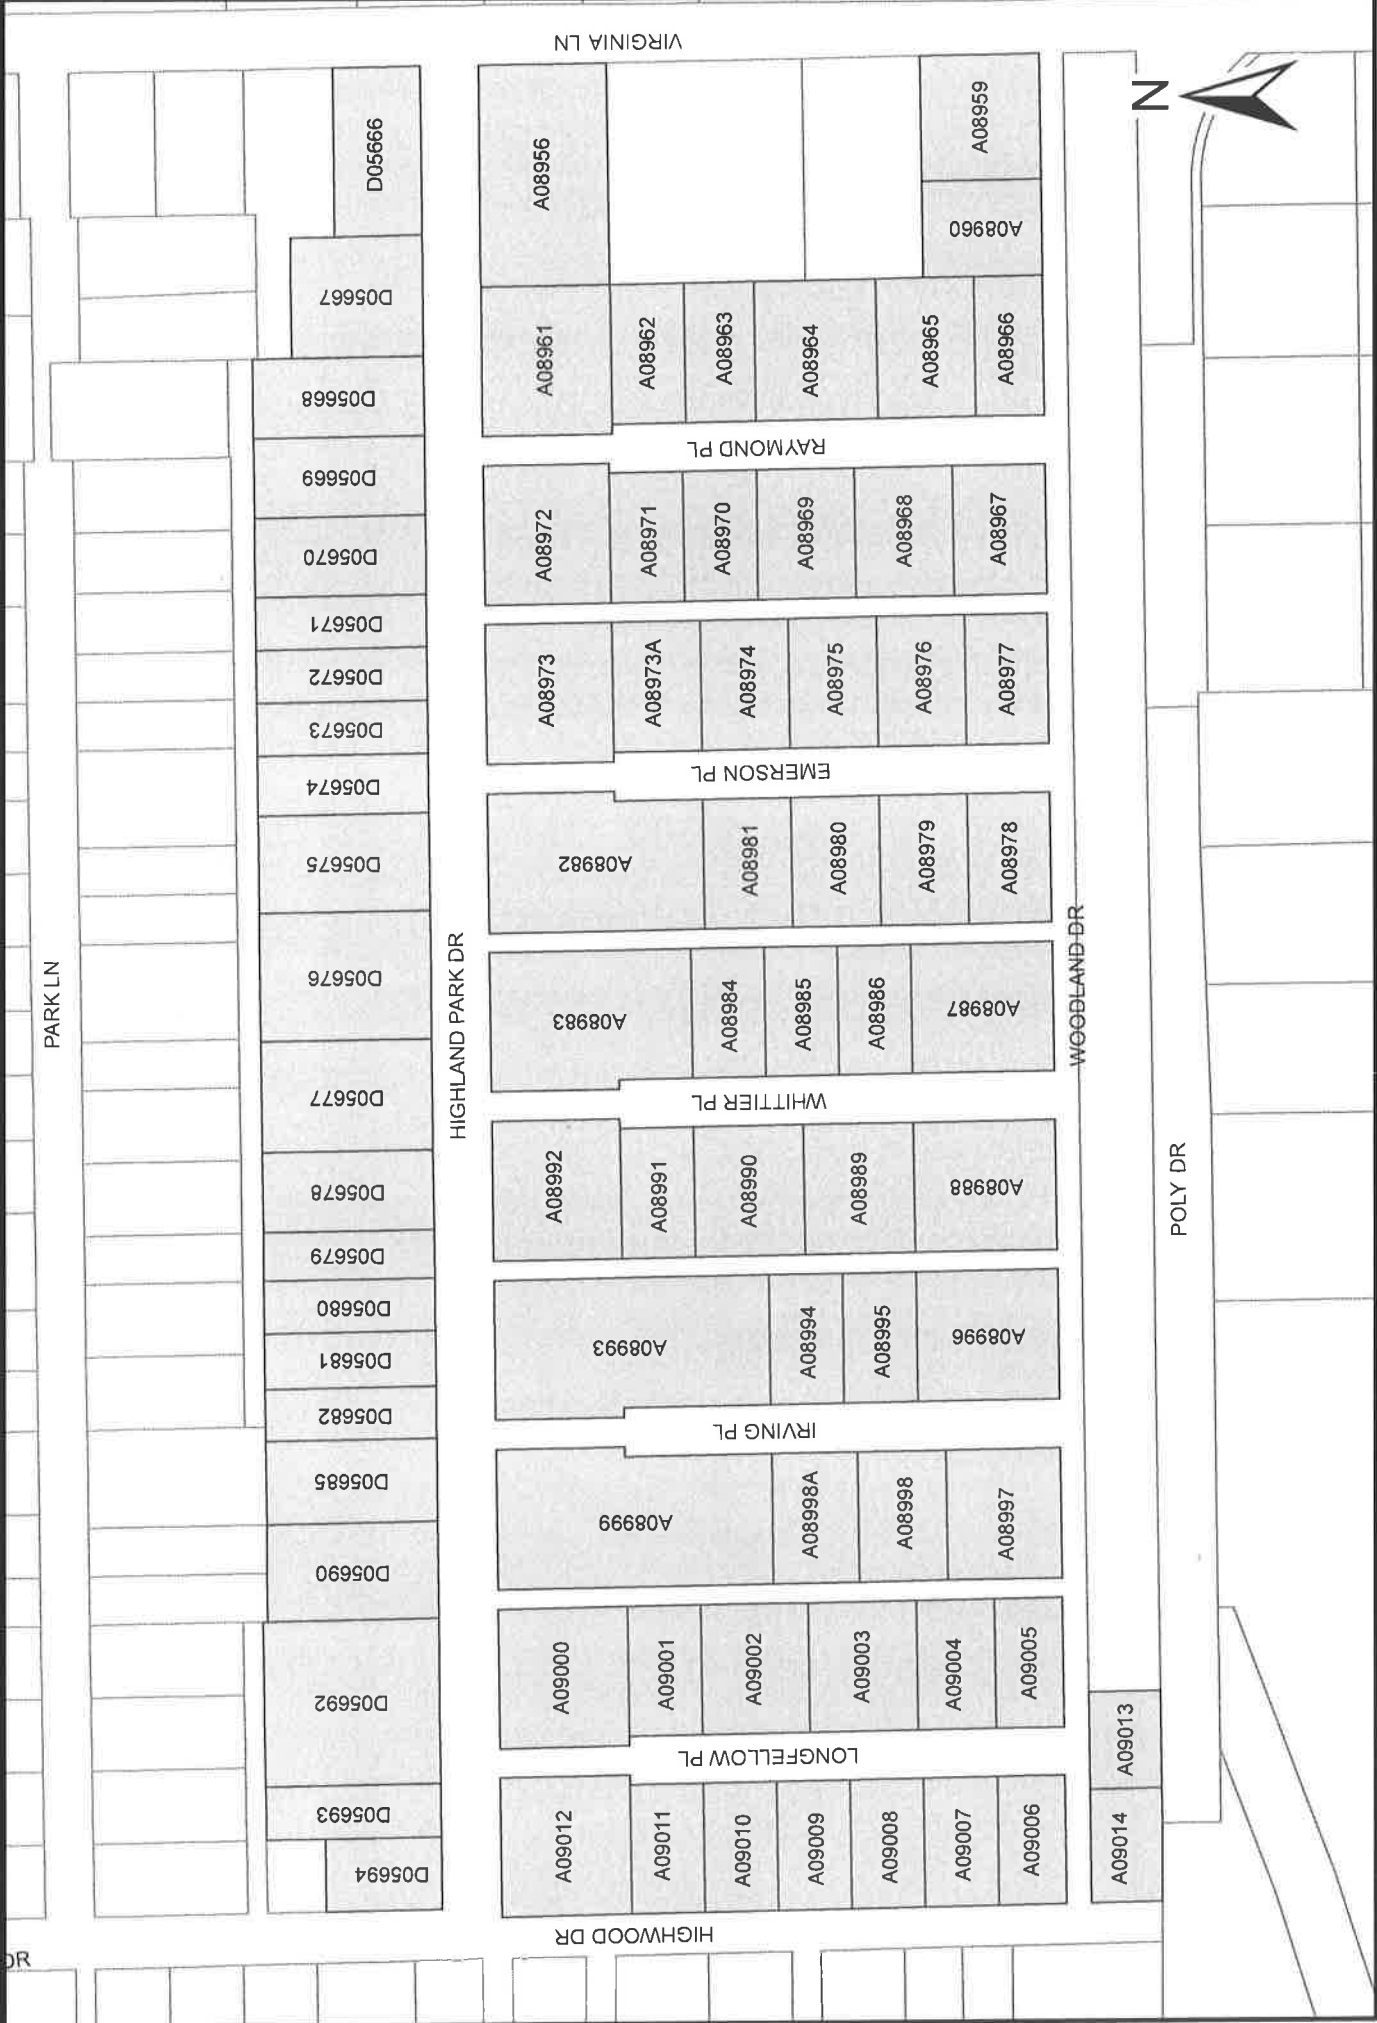 VIRGINIA LN
N
D05666
A08956
A08959
A08960
D05667
A08961
A08962
A08963
A08964
A08965
A08966
D05668
RAYMOND PL
D05669
A08972
A08971
A08970
A08969
A08968
A08967
D05670
D05671
D05672
D05673
A08973
A08973A
A08974
A08975
A08976
A08977
EMERSON PL
D05674
D05675
A08982
A08981
A08980
A08979
A08978
PARK LN
D05676
HIGHLAND PARK DR
A08983
A08984
A08985
A08986
A08987
WOODLAND DR
D05677
WHITTIER PL
D05678
A08992
A08991
A08990
A08989
A08988
POLY DR
D05679
D05680
D05681
A08993
A08994
A08995
A08996
D05682
IRVING PL
D05685
A08999
A08998A
A08998
A08997
D05690
D05692
A09000
A09001
A09002
A09003
A09004
A09005
A09013
LONGFELLOW PL
D05693
D05694
A09012
A09011
A09010
A09009
A09008
A09007
A09006
A09014
HIGHWOOD DR
DR